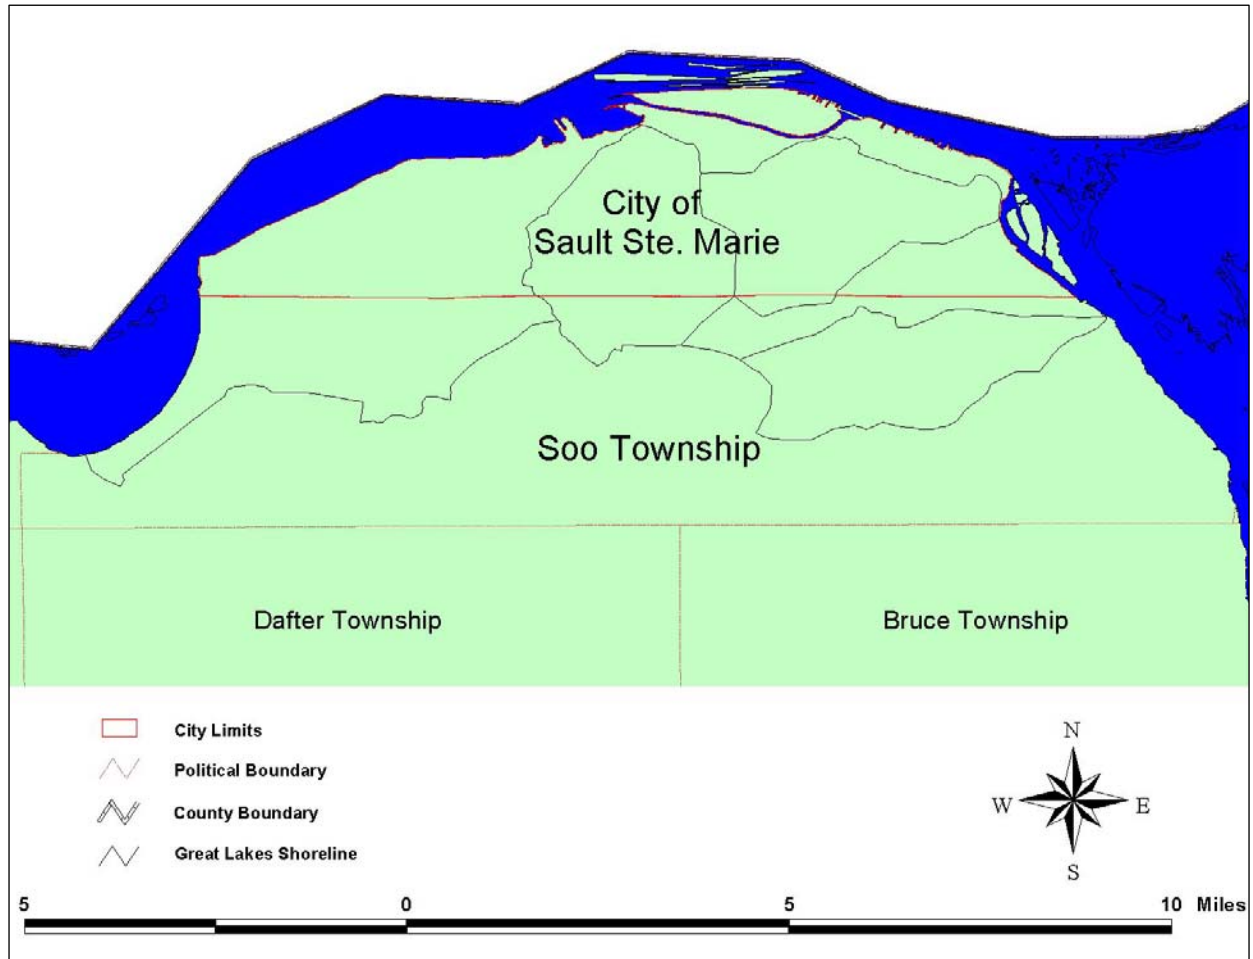 City of
Sault Ste. Marie
Soo Township
Dafter Township
Bruce Township
City Limits
Political Boundary
County Boundary
Great Lakes Shoreline
N
W E
S
5 0 5 10 Miles